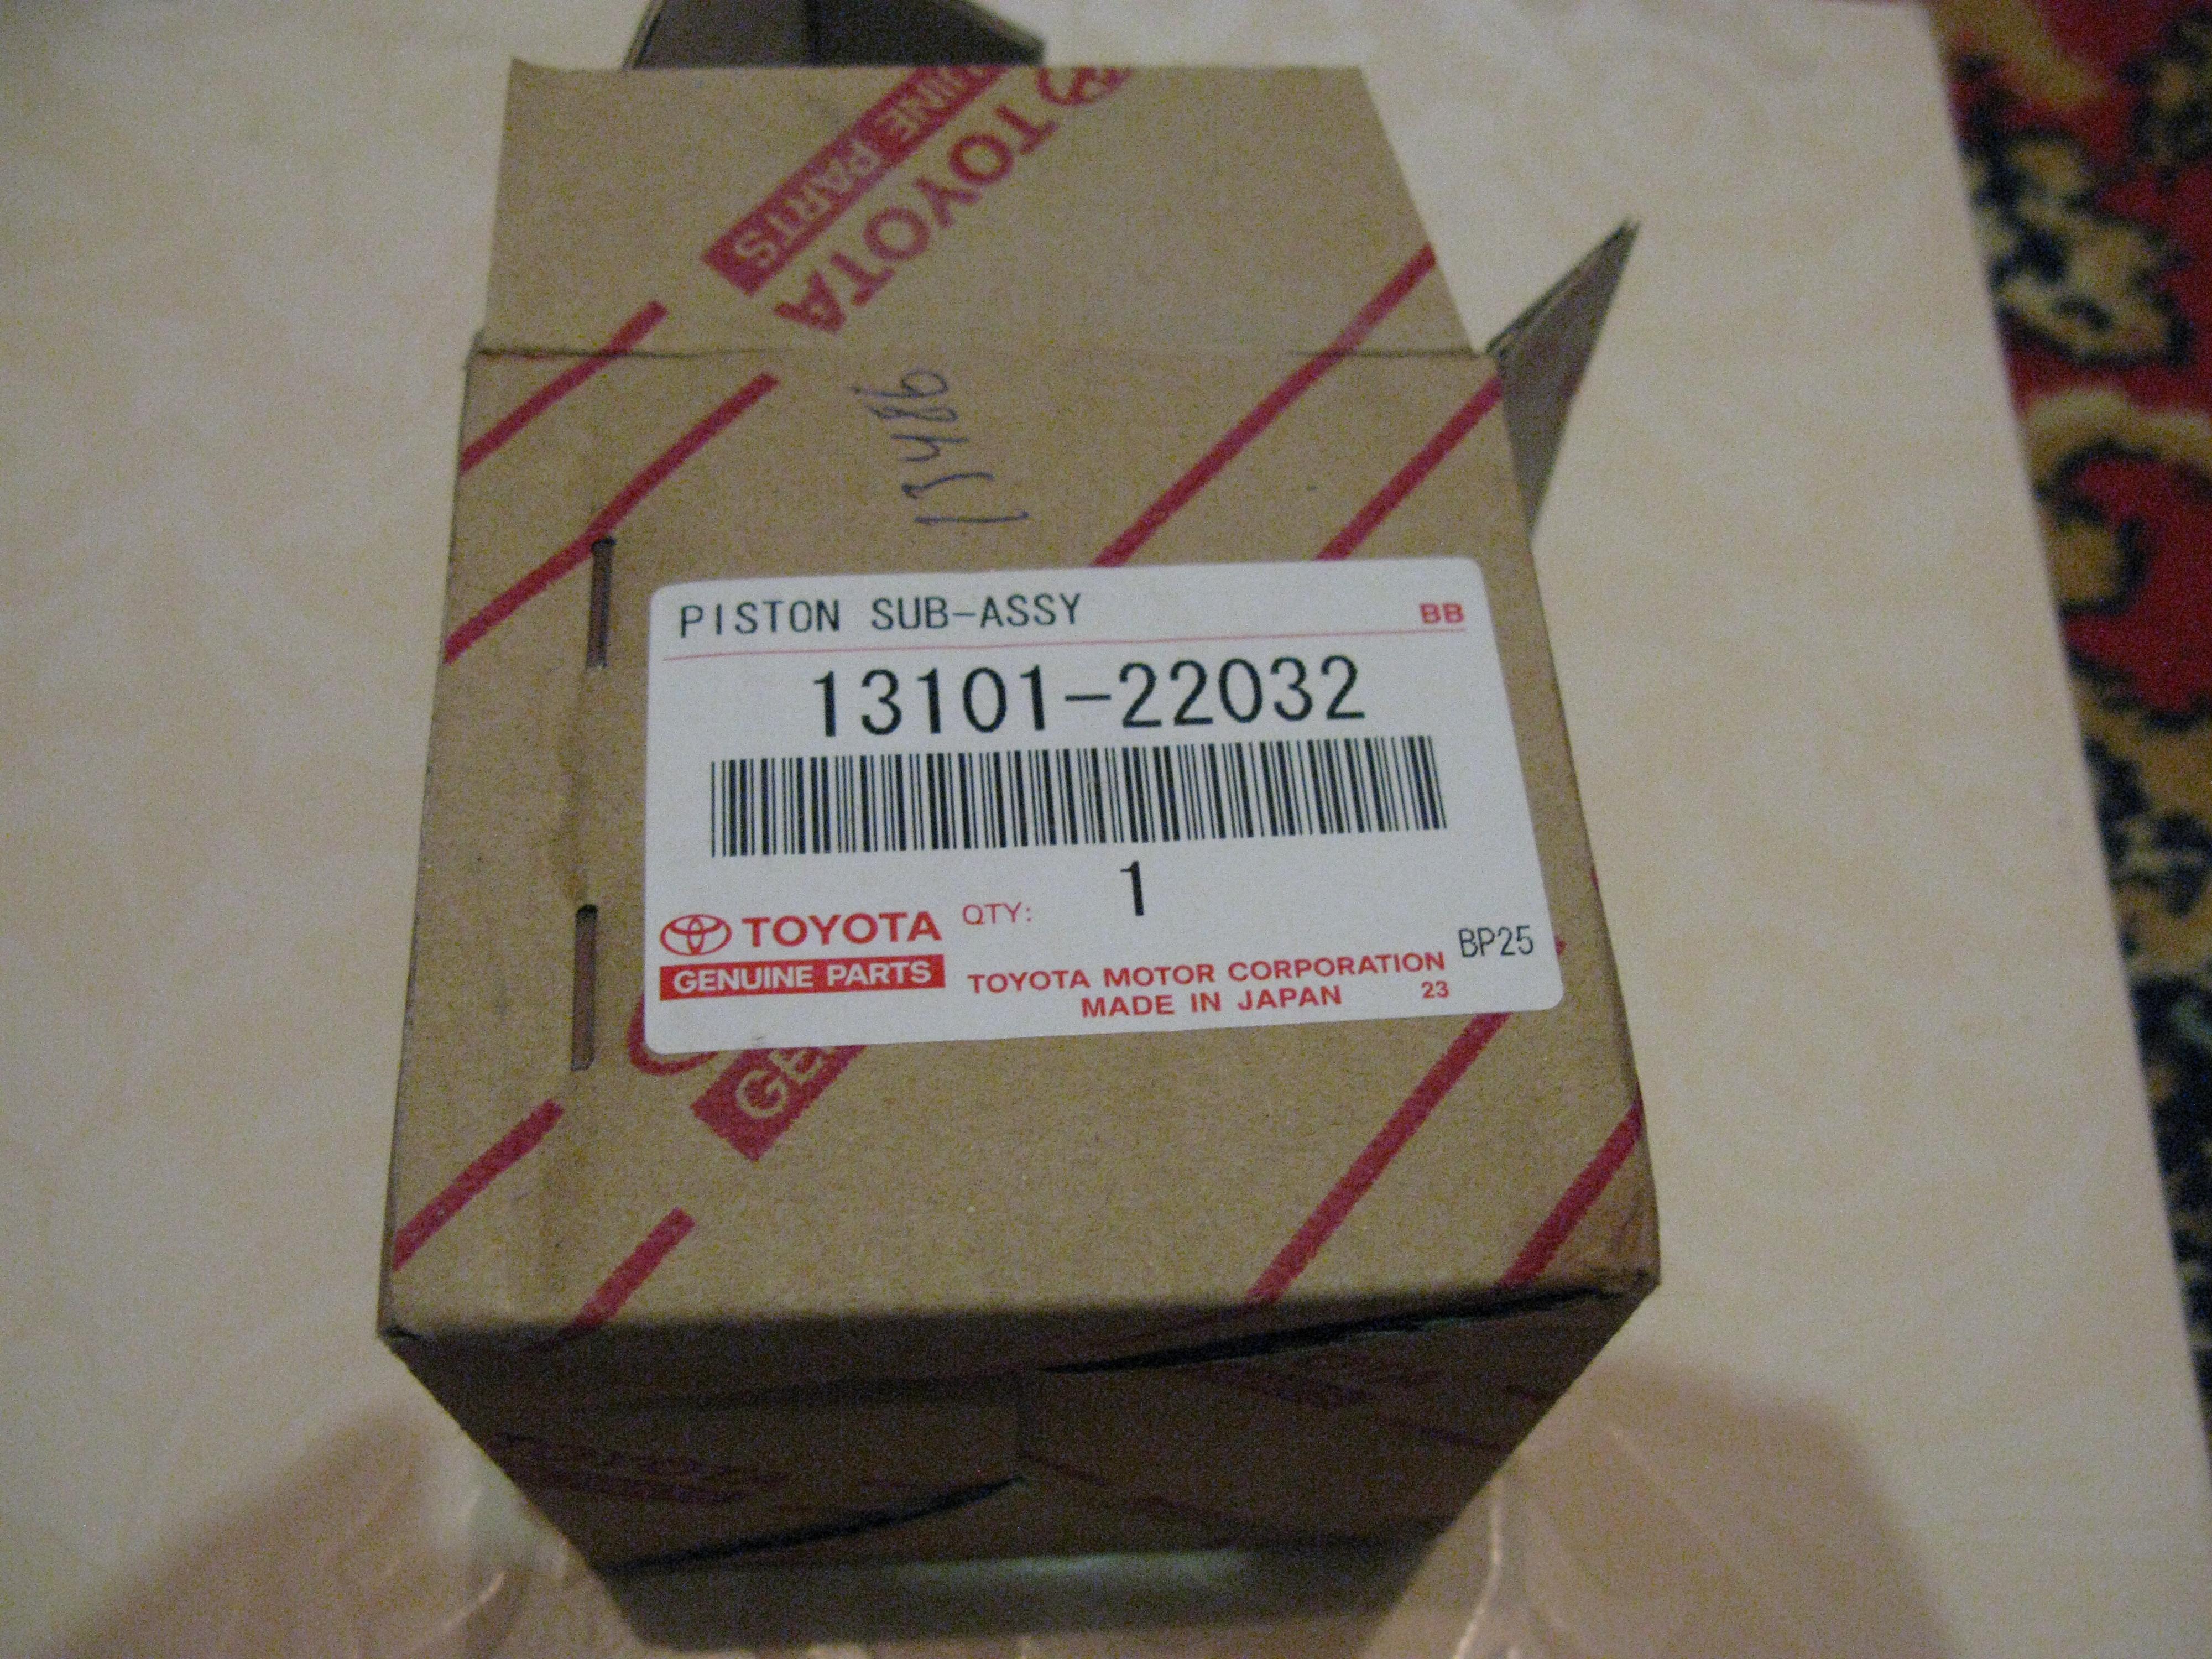 TOYOTA
PARTS
PISTON SUB-ASSY
BB
13101-22032
1
TOYOTA
QTY:
BP25
GENUINE PARTS
TOYOTA MOTOR CORPORATION
MADE IN JAPAN
23